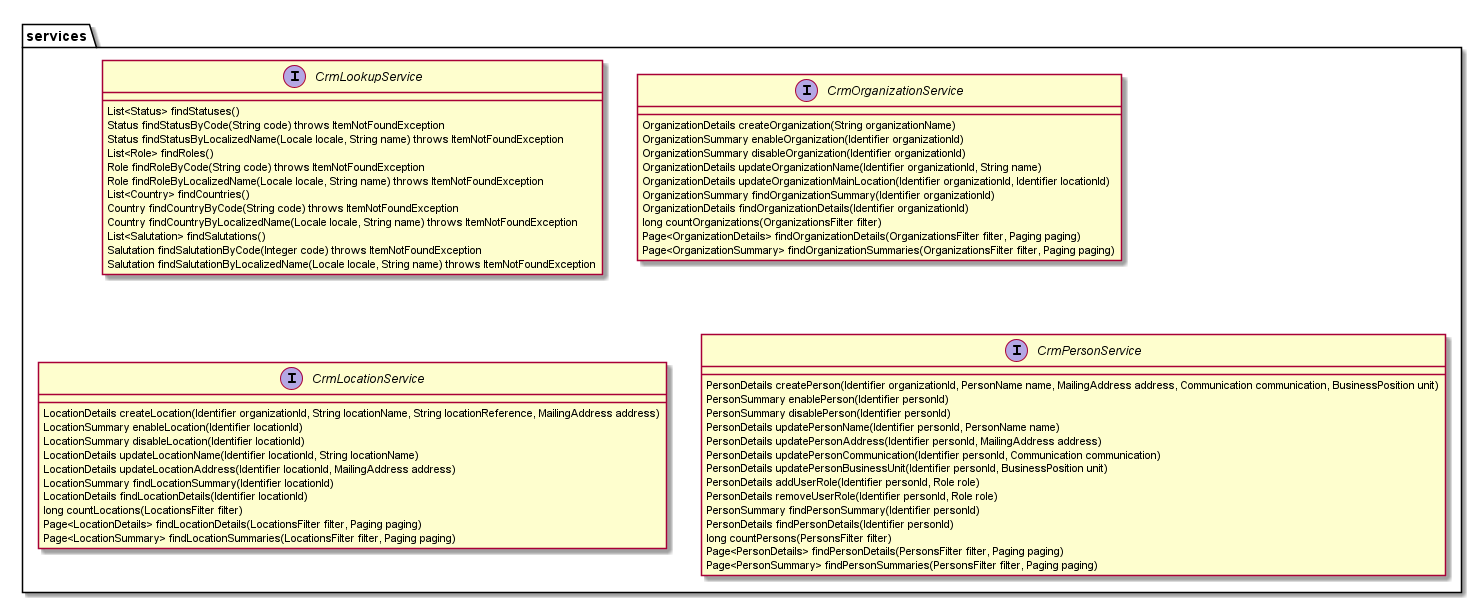 services
I CrmLookupService
List<Status> findStatuses()
Status findStatusByCode(String code) throws ItemNotFoundException
Status findStatusByLocalizedName(Locale locale, String name) throws ItemNotFoundException
List<Role> findRoles()
Role findRoleByCode(String code) throws ItemNotFoundException
Role findRoleByLocalizedName(Locale locale, String name) throws ItemNotFoundException
List<Country> findCountries()
Country findCountryByCode(String code) throws ItemNotFoundException
Country findCountryByLocalizedName(Locale locale, String name) throws ItemNotFoundException
List<Salutation> findSalutations()
Salutation findSalutationByCode(Integer code) throws ItemNotFoundException
Salutation findSalutationByLocalizedName(Locale locale, String name) throws ItemNotFoundException
I CrmOrganizationService
OrganizationDetails createOrganization(String organizationName)
OrganizationSummary enableOrganization(Identifier organizationId)
OrganizationSummary disableOrganization(Identifier organizationId)
OrganizationDetails updateOrganizationName(Identifier organizationId, String name)
OrganizationDetails updateOrganizationMainLocation(Identifier organizationId, Identifier locationId)
OrganizationSummary findOrganizationSummary(Identifier organizationId)
OrganizationDetails findOrganizationDetails(Identifier organizationId)
long countOrganizations(OrganizationsFilter filter)
Page<OrganizationDetails> findOrganizationDetails(OrganizationsFilter filter, Paging paging)
Page<OrganizationSummary> findOrganizationSummaries(OrganizationsFilter filter, Paging paging)
I CrmLocationService
LocationDetails createLocation(Identifier organizationId, String locationName, String locationReference, MailingAddress address)
LocationSummary enableLocation(Identifier locationId)
LocationSummary disableLocation(Identifier locationId)
LocationDetails updateLocationName(Identifier locationId, String locationName)
LocationDetails updateLocationAddress(Identifier locationId, MailingAddress address)
LocationSummary findLocationSummary(Identifier locationId)
LocationDetails findLocationDetails(Identifier locationId)
long countLocations(LocationsFilter filter)
Page<LocationDetails> findLocationDetails(LocationsFilter filter, Paging paging)
Page<LocationSummary> findLocationSummaries(LocationsFilter filter, Paging paging)
I CrmPersonService
PersonDetails createPerson(Identifier organizationId, PersonName name, MailingAddress address, Communication communication, BusinessPosition unit)
PersonSummary enablePerson(Identifier personId)
PersonSummary disablePerson(Identifier personId)
PersonDetails updatePersonName(Identifier personId, PersonName name)
PersonDetails updatePersonAddress(Identifier personId, MailingAddress address)
PersonDetails updatePersonCommunication(Identifier personId, Communication communication)
PersonDetails updatePersonBusinessUnit(Identifier personId, BusinessPosition unit)
PersonDetails addUserRole(Identifier personId, Role role)
PersonDetails removeUserRole(Identifier personId, Role role)
PersonSummary findPersonSummary(Identifier personId)
PersonDetails findPersonDetails(Identifier personId)
long countPersons(PersonsFilter filter)
Page<PersonDetails> findPersonDetails(PersonsFilter filter, Paging paging)
Page<PersonSummary> findPersonSummaries(PersonsFilter filter, Paging paging)